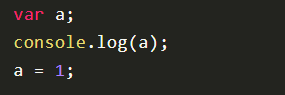 var a;
console.log(a);
a = 1;